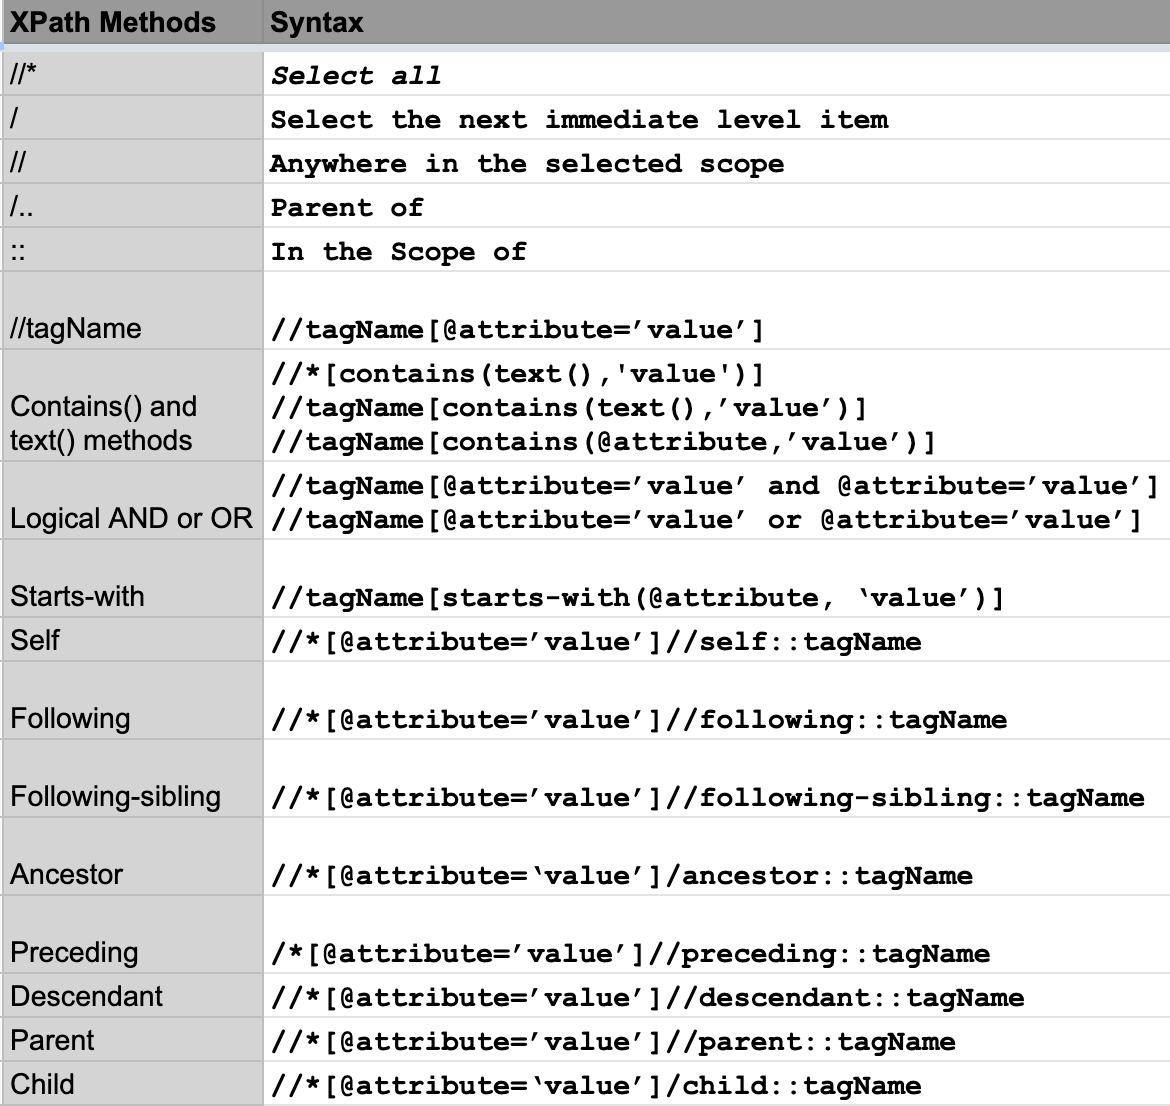 XPath Methods Syntax
//* Select all
/ Select the next immediate level item
// Anywhere in the selected scope
/.. Parent of
:: In the Scope of
//tagName //tagName[@attribute=’value’]
//*[contains(text(),'value')]
Contains() and //tagName[contains(text(),’value’)]
text() methods //tagName[contains(@attribute,’value’)]
//tagName[@attribute=’value’ and @attribute=’value’]
Logical AND or OR //tagName[@attribute=’value’ or @attribute=’value’]
Starts-with //tagName[starts-with(@attribute, ‘value’)]
Self //*[@attribute=’value’]//self::tagName
Following //*[@attribute=’value’]//following::tagName
Following-sibling //*[@attribute=’value’]//following-sibling::tagName
Ancestor //*[@attribute=‘value’]/ancestor::tagName
Preceding /*[@attribute=’value’]//preceding::tagName
Descendant //*[@attribute=’value’]//descendant::tagName
Parent //*[@attribute=’value’]//parent::tagName
Child //*[@attribute=‘value’]/child::tagName